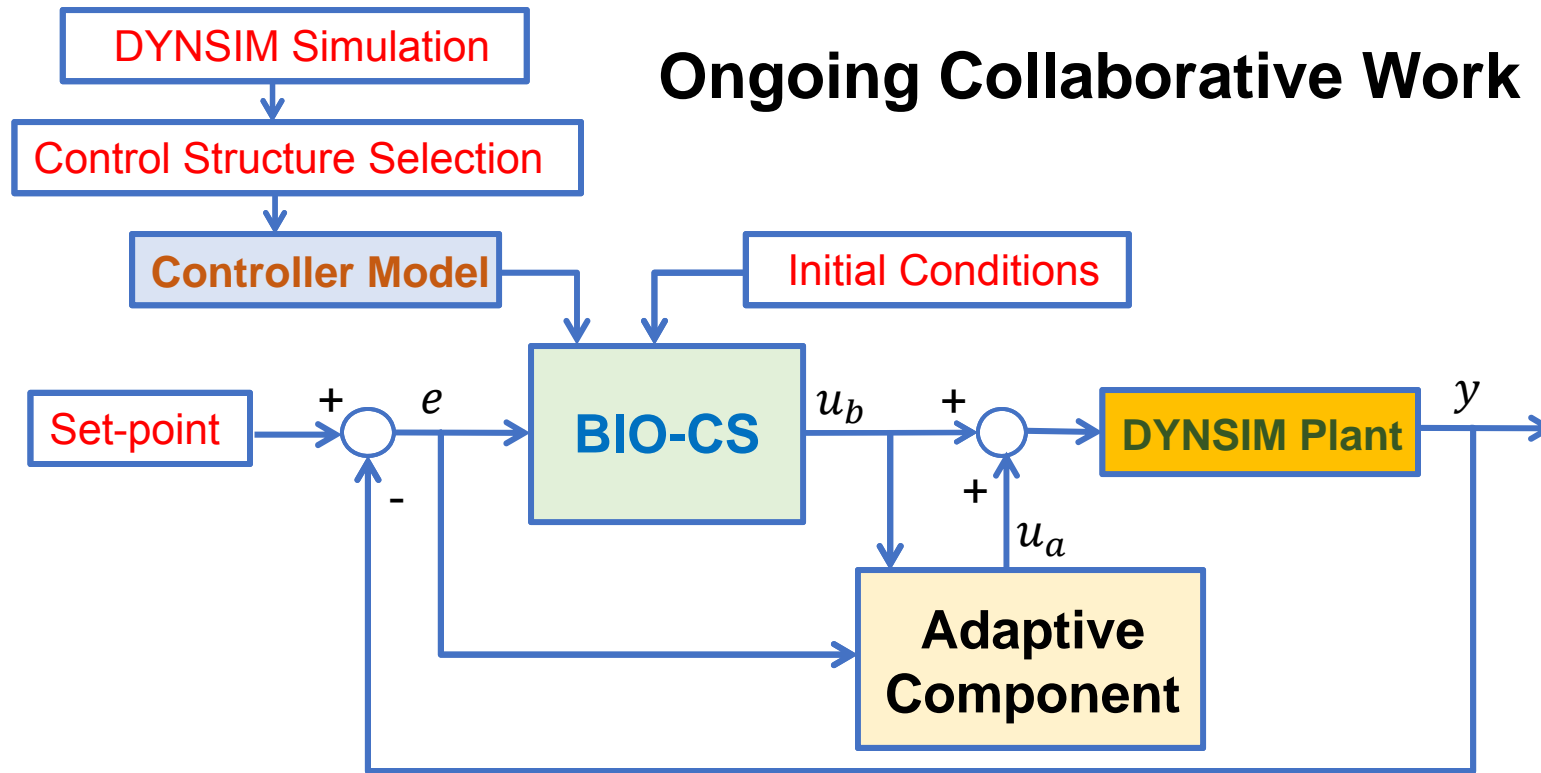 DYNSIM Simulation
Ongoing Collaborative Work
Control Structure Selection
Controller Model
Initial Conditions
Set-point
+
e
-
BIO-CS
u_b
+
+
u_a
DYNSIM Plant
y
Adaptive
Component